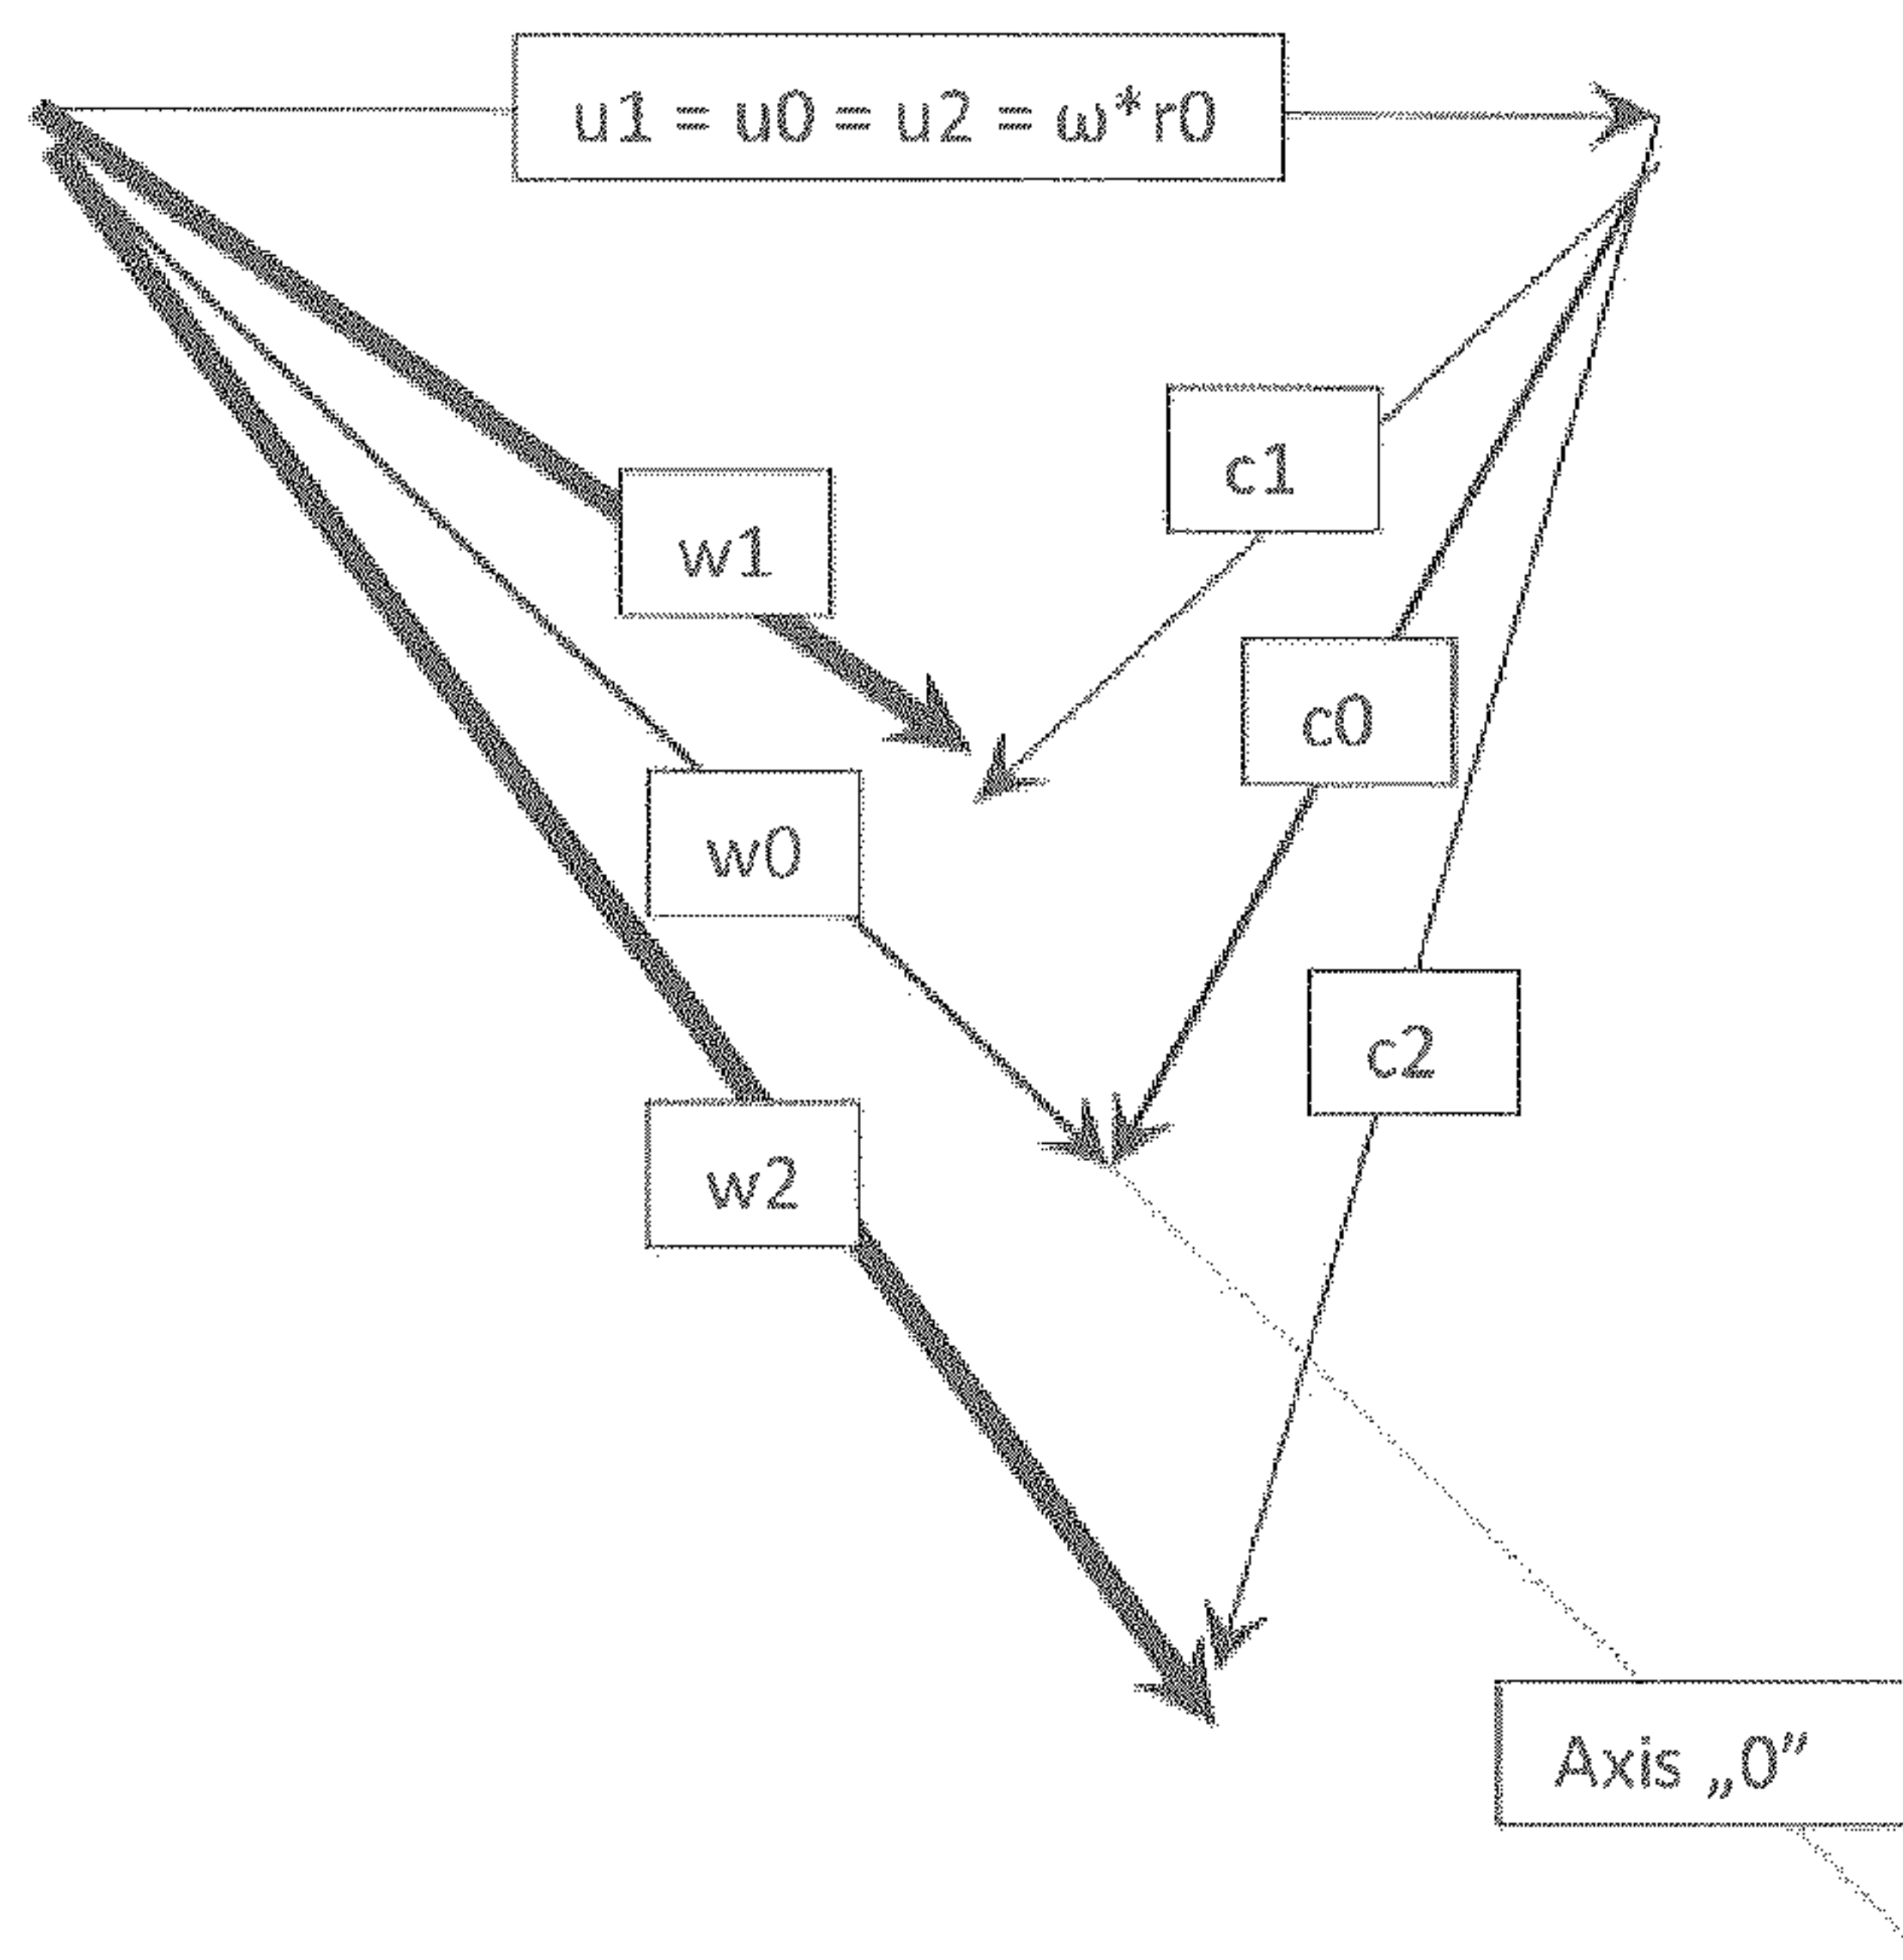 u1 = u0 = u2 = ω*r0
c1
w1
c0
w0
c2
w2
Axis „0”